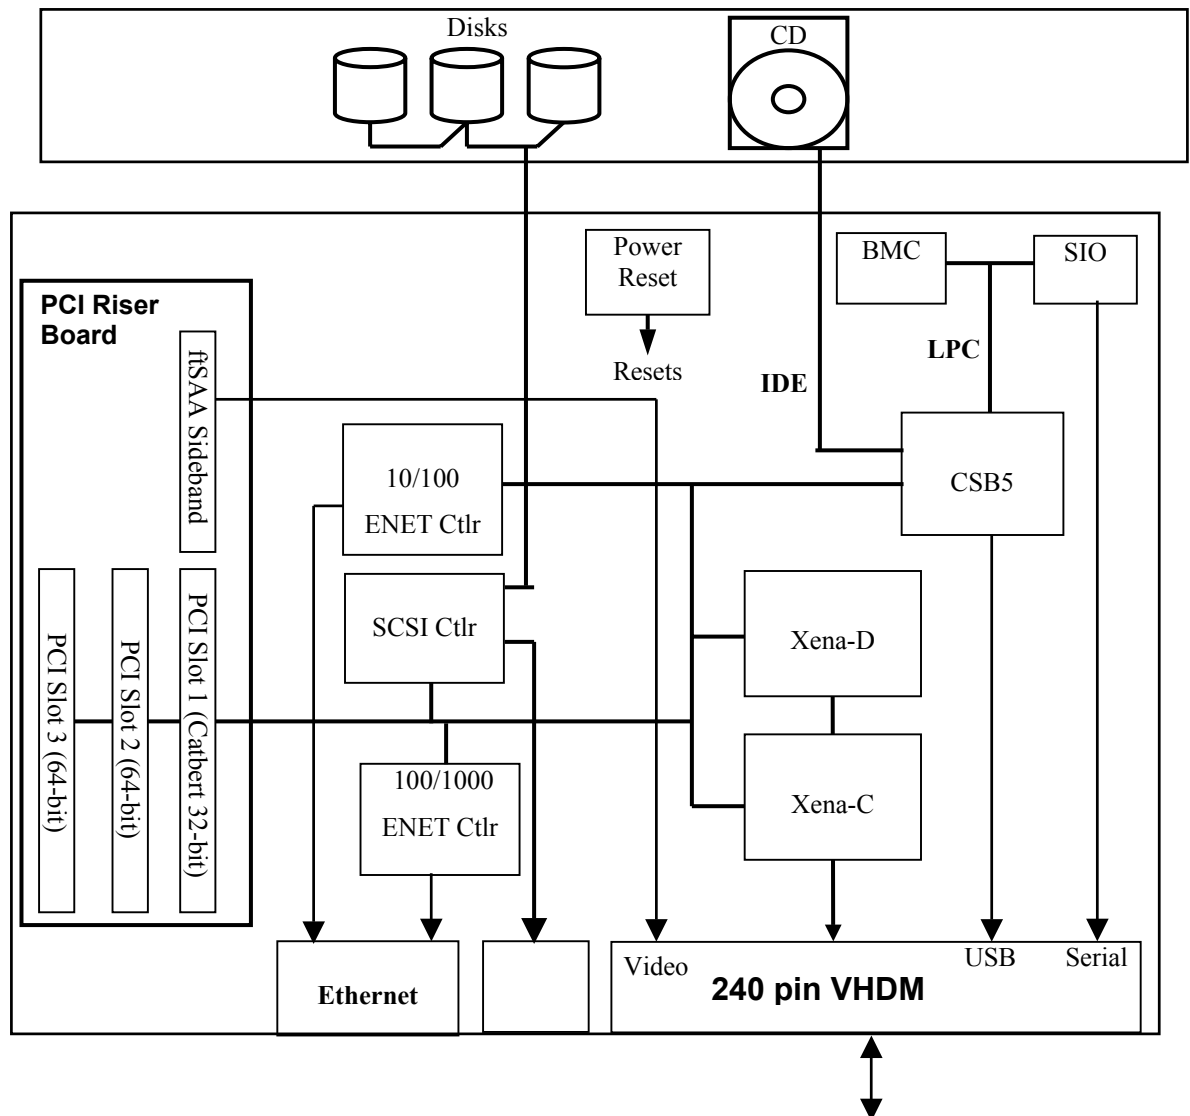 Disks
CD
Power
Reset
Resets
BMC
SIO
LPC
IDE
PCI Riser
Board
ftSAA Sideband
10/100
ENET Ctlr
CSB5
SCSI Ctlr
Xena-D
PCI Slot 3 (64-bit)
PCI Slot 2 (64-bit)
PCI Slot 1 (Catbert 32-bit)
100/1000
ENET Ctlr
Xena-C
Ethernet
Video
USB
Serial
240 pin VHDM